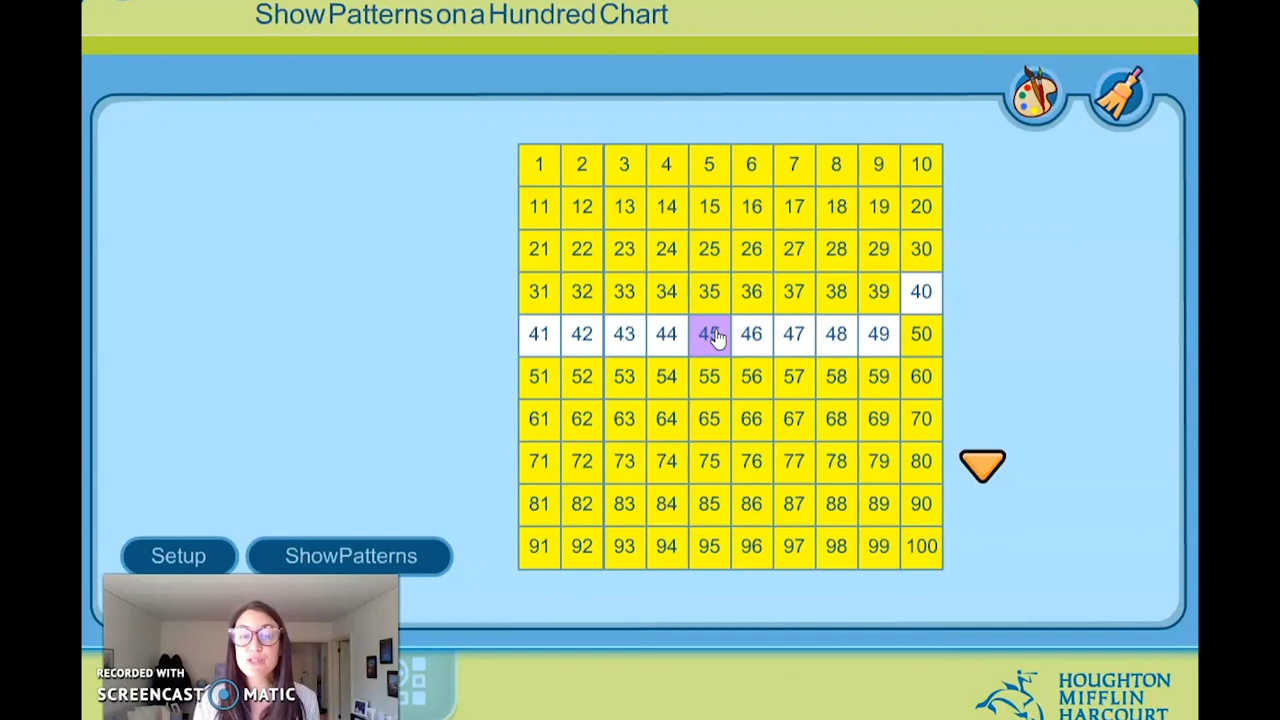 Show Patterns on a Hundred Chart
1 2 3 4 5 6 7 8 9 10
11 12 13 14 15 16 17 18 19 20
21 22 23 24 25 26 27 28 29 30
31 32 33 34 35 36 37 38 39 40
41 42 43 44 45 46 47 48 49 50
51 52 53 54 55 56 57 58 59 60
61 62 63 64 65 66 67 68 69 70
71 72 73 74 75 76 77 78 79 80
81 82 83 84 85 86 87 88 89 90
91 92 93 94 95 96 97 98 99 100
Setup ShowPatterns
RECORDED WITH
SCREENCAST MATIC
HOUGHTON
MIFFLIN
HARCOURT